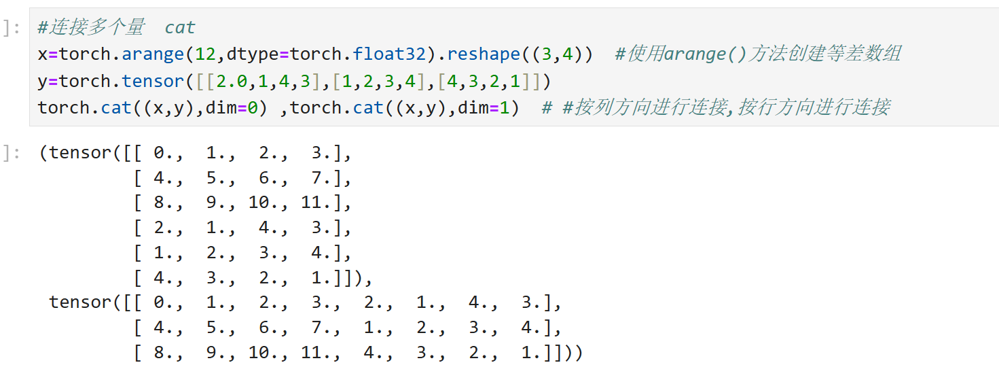 ]: #连接多个量  cat
x=torch.arange(12,dtype=torch.float32).reshape((3,4))  #使用arange()方法创建等差数组
y=torch.tensor([[2.0,1,4,3],[1,2,3,4],[4,3,2,1]])
torch.cat((x,y),dim=0) ,torch.cat((x,y),dim=1)  # #按列方向进行连接,按行方向进行连接
]: (tensor([[ 0.,  1.,  2.,  3.],
[ 4.,  5.,  6.,  7.],
[ 8.,  9., 10., 11.],
[ 2.,  1.,  4.,  3.],
[ 1.,  2.,  3.,  4.],
[ 4.,  3.,  2.,  1.]]),
tensor([[ 0.,  1.,  2.,  3.,  2.,  1.,  4.,  3.],
[ 4.,  5.,  6.,  7.,  1.,  2.,  3.,  4.],
[ 8.,  9., 10., 11.,  4.,  3.,  2.,  1.]]))